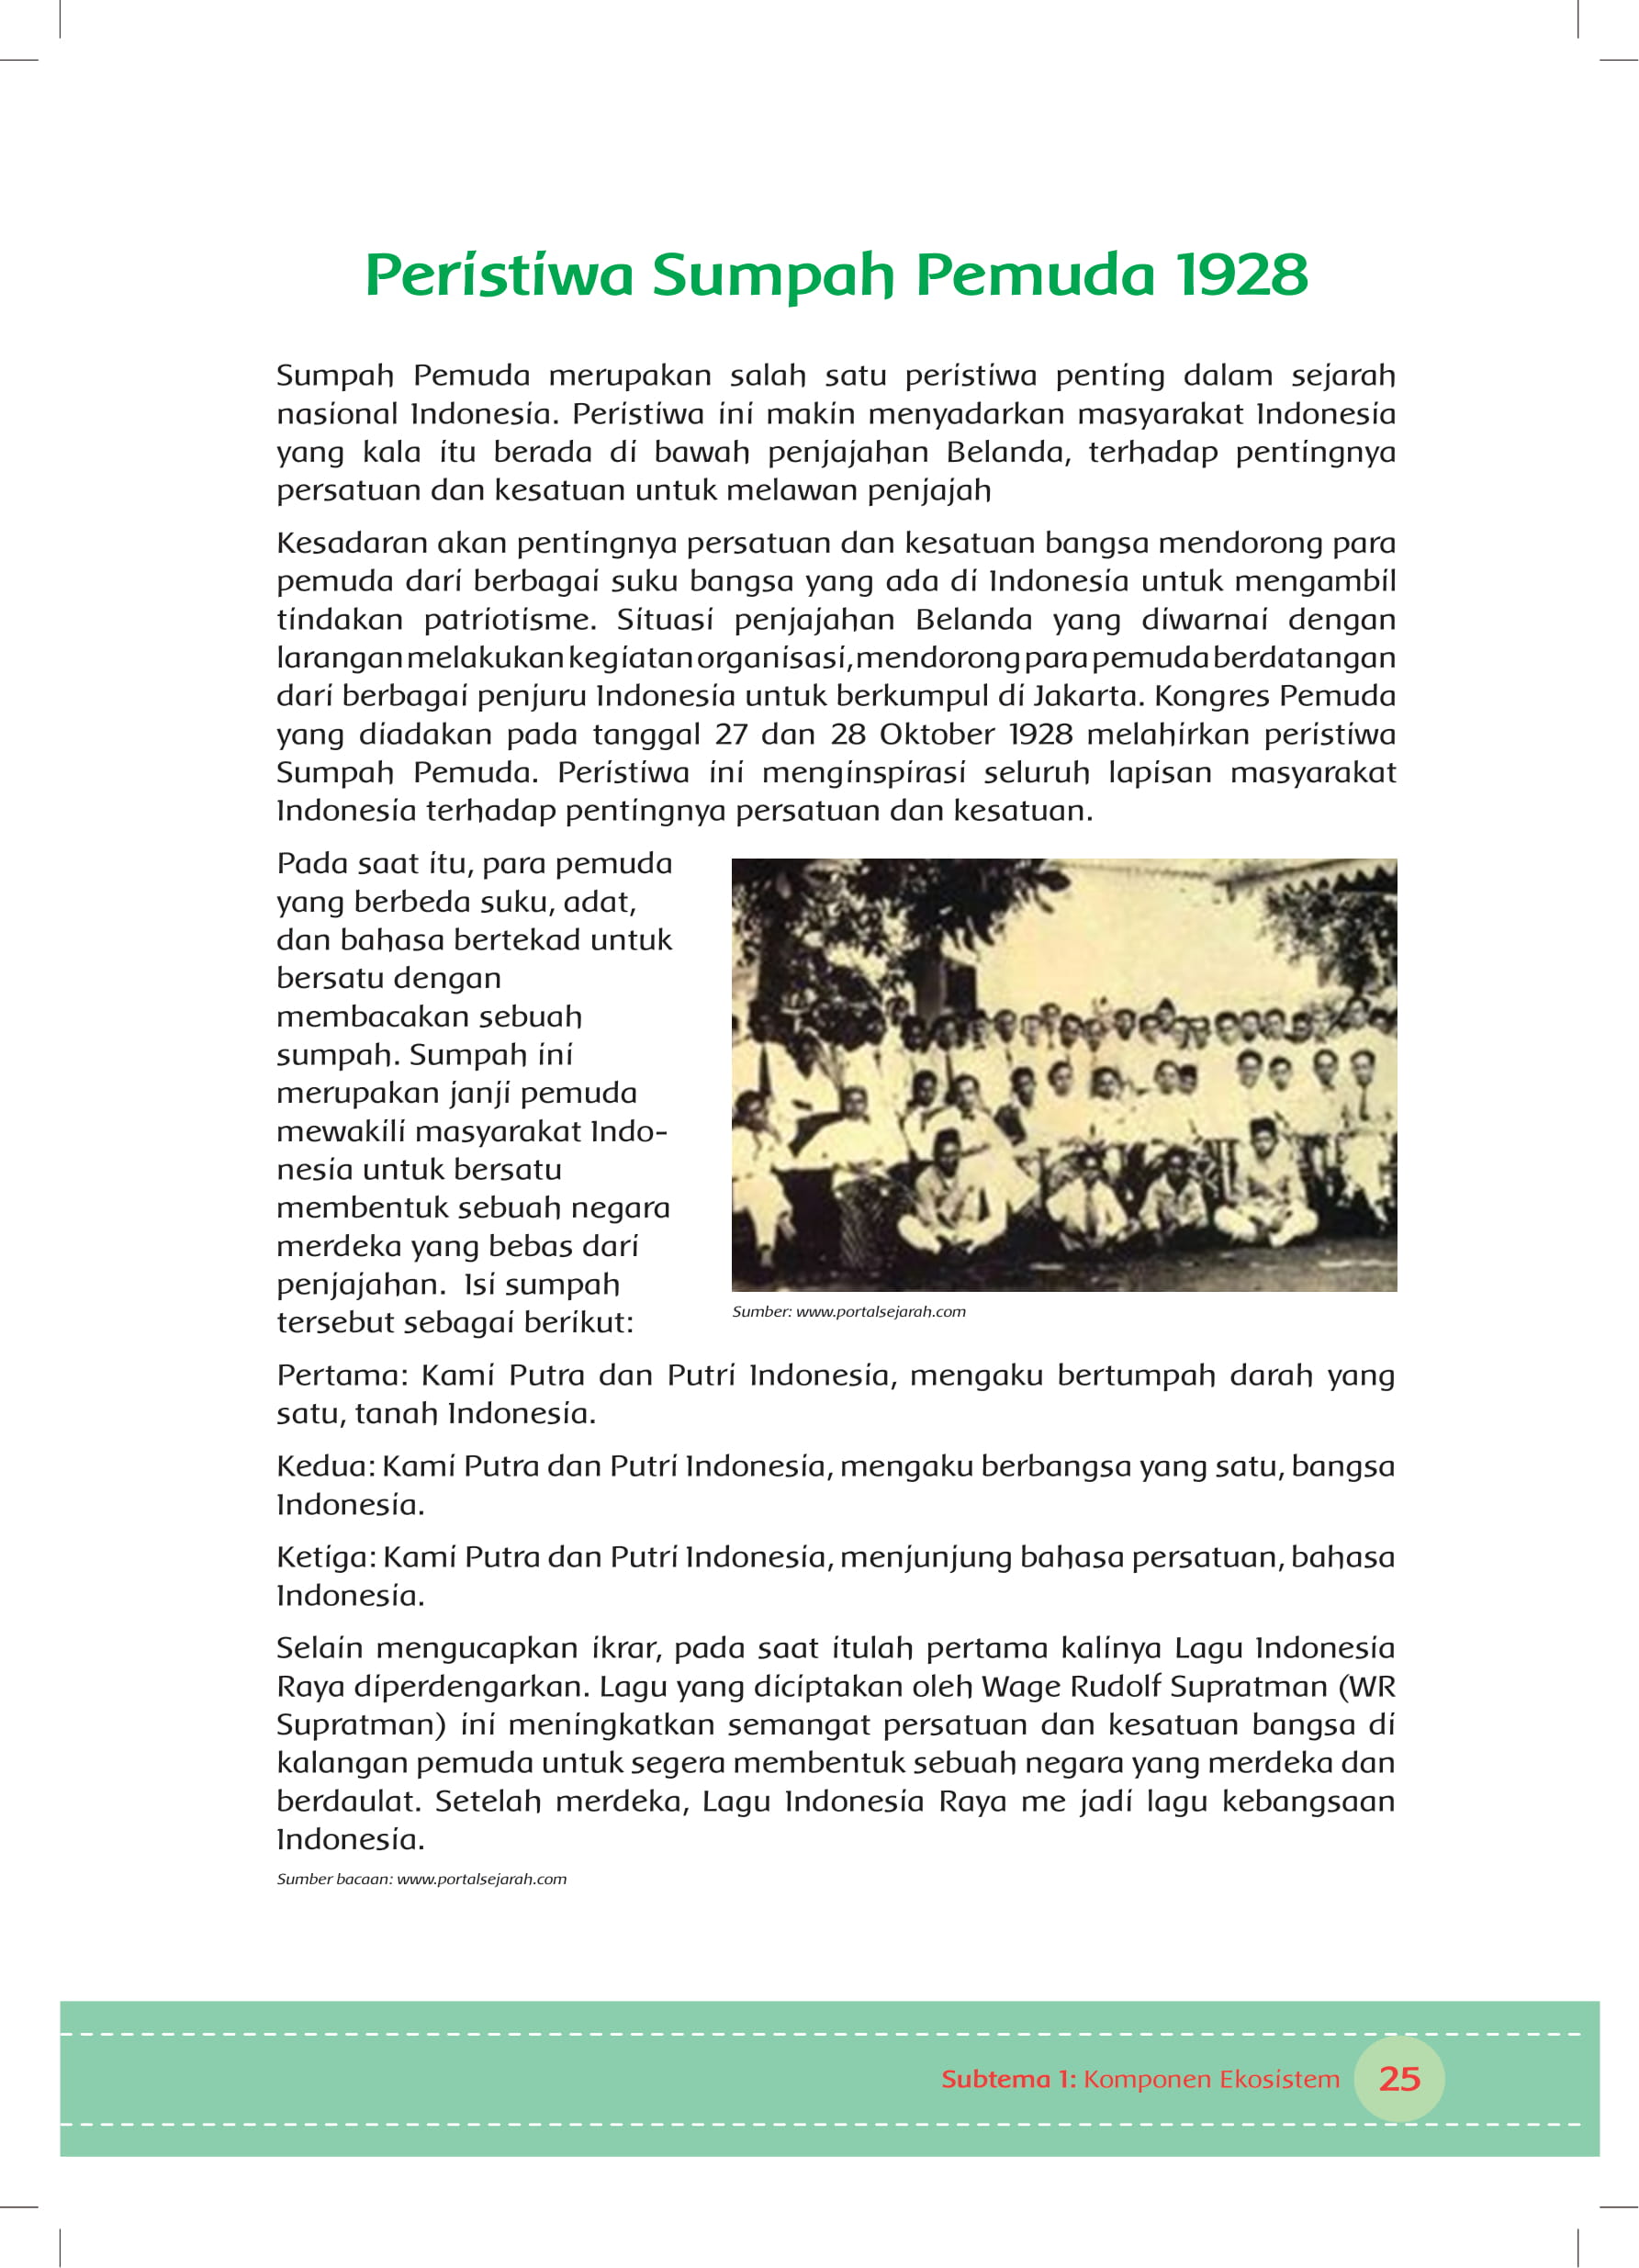 Peristiwa Sumpah Pemuda 1928
Sumpah Pemuda merupakan salah satu peristiwa penting dalam sejarah
nasional Indonesia. Peristiwa ini makin menyadarkan masyarakat Indonesia
yang kala itu berada di bawah penjajahan Belanda, terhadap pentingnya
persatuan dan kesatuan untuk melawan penjajah
Kesadaran akan pentingnya persatuan dan kesatuan bangsa mendorong para
pemuda dari berbagai suku bangsa yang ada di Indonesia untuk mengambil
tindakan patriotisme. Situasi penjajahan Belanda yang diwarnai dengan
larangan melakukan kegiatan organisasi, mendorong para pemuda berdatangan
dari berbagai penjuru Indonesia untuk berkumpul di Jakarta. Kongres Pemuda
yang diadakan pada tanggal 27 dan 28 Oktober 1928 melahirkan peristiwa
Sumpah Pemuda. Peristiwa ini menginspirasi seluruh lapisan masyarakat
Indonesia terhadap pentingnya persatuan dan kesatuan.
Pada saat itu, para pemuda
yang berbeda suku, adat,
dan bahasa bertekad untuk
bersatu dengan
membacakan sebuah
sumpah. Sumpah ini
merupakan janji pemuda
mewakili masyarakat Indo-
nesia untuk bersatu
membentuk sebuah negara
merdeka yang bebas dari
penjajahan. Isi sumpah
tersebut sebagai berikut:
Sumber: www.portalsejarah.com
Pertama: Kami Putra dan Putri Indonesia, mengaku bertumpah darah yang
satu, tanah Indonesia.
Kedua: Kami Putra dan Putri Indonesia, mengaku berbangsa yang satu, bangsa
Indonesia.
Ketiga: Kami Putra dan Putri Indonesia, menjunjung bahasa persatuan, bahasa
Indonesia.
Selain mengucapkan ikrar, pada saat itulah pertama kalinya Lagu Indonesia
Raya diperdengarkan. Lagu yang diciptakan oleh Wage Rudolf Supratman (WR
Supratman) ini meningkatkan semangat persatuan dan kesatuan bangsa di
kalangan pemuda untuk segera membentuk sebuah negara yang merdeka dan
berdaulat. Setelah merdeka, Lagu Indonesia Raya me jadi lagu kebangsaan
Indonesia.
Sumber bacaan: www.portalsejarah.com
Subtema 1: Komponen Ekosistem 25